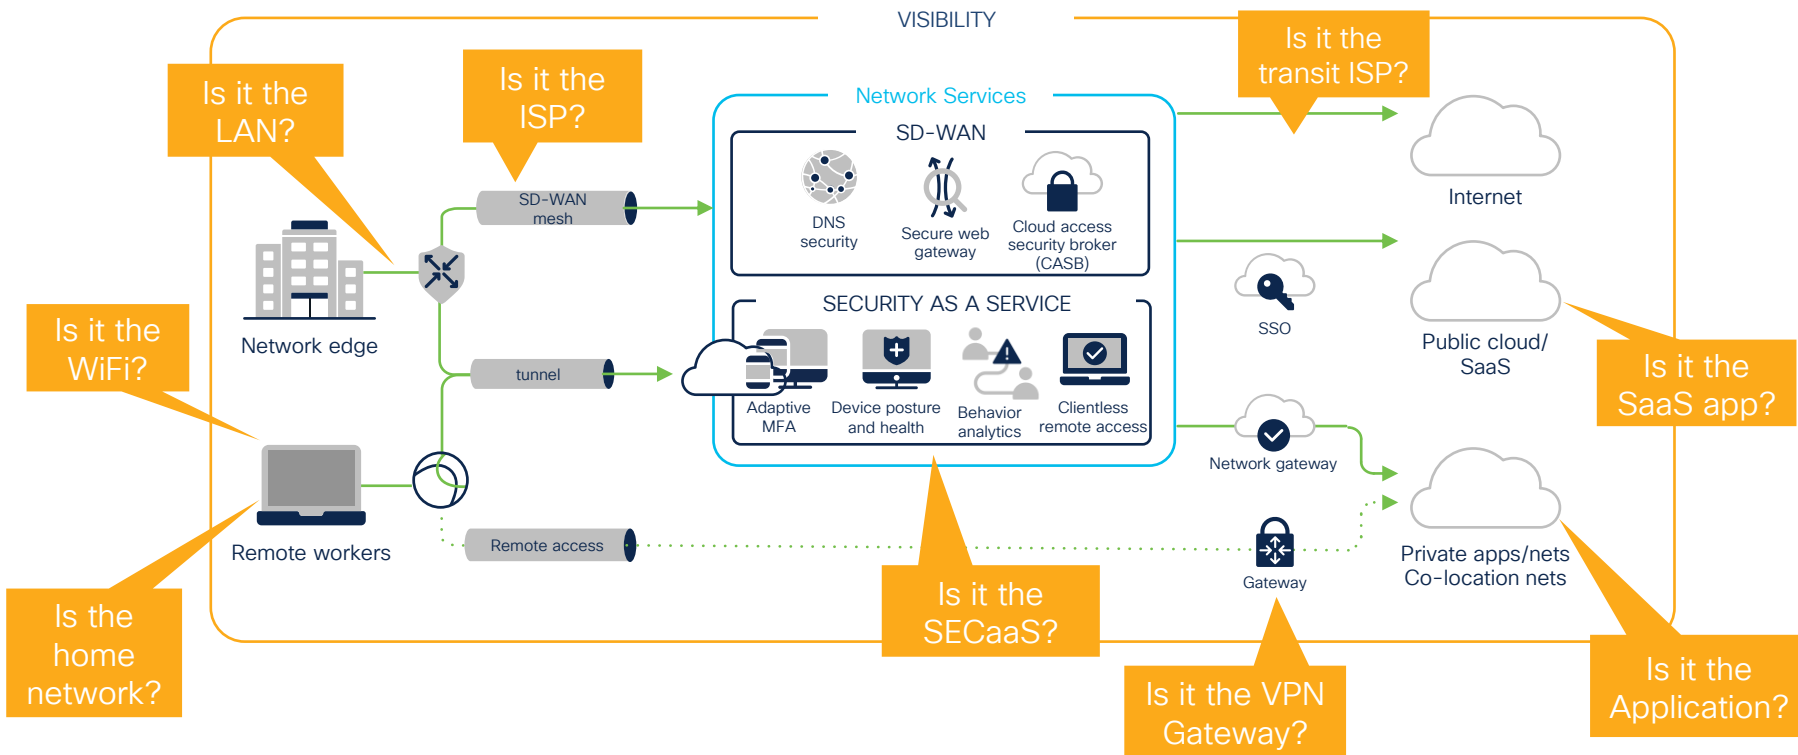 VISIBILITY
Is it the
transit ISP?
Is it the
ISP?
Is it the
LAN?
Network Services
SD-WAN
DNS
security
Secure web
gateway
Cloud access
security broker
(CASB)
SD-WAN
mesh
Internet
Network edge
SECURITY AS A SERVICE
SSO
Public cloud/
SaaS
Is it the
WiFi?
tunnel
Adaptive
MFA
Device posture
and health
Behavior
analytics
Clientless
remote access
Is it the
SaaS app?
Network gateway
Remote workers
Remote access
Gateway
Private apps/nets
Co-location nets
Is the
home
network?
Is it the
SECaaS?
Is it the VPN
Gateway?
Is it the
Application?